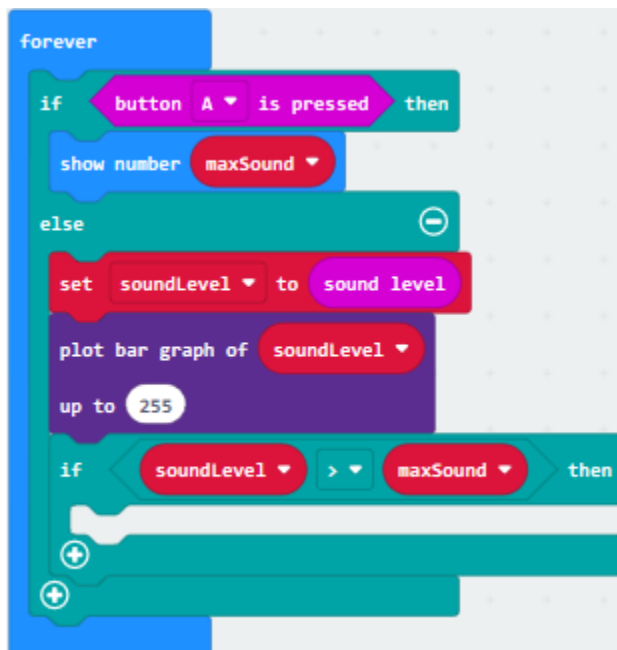 forever
if button A is pressed then
show number maxSound
else
set soundLevel to sound level
plot bar graph of soundLevel
up to 255
if soundLevel > maxSound then